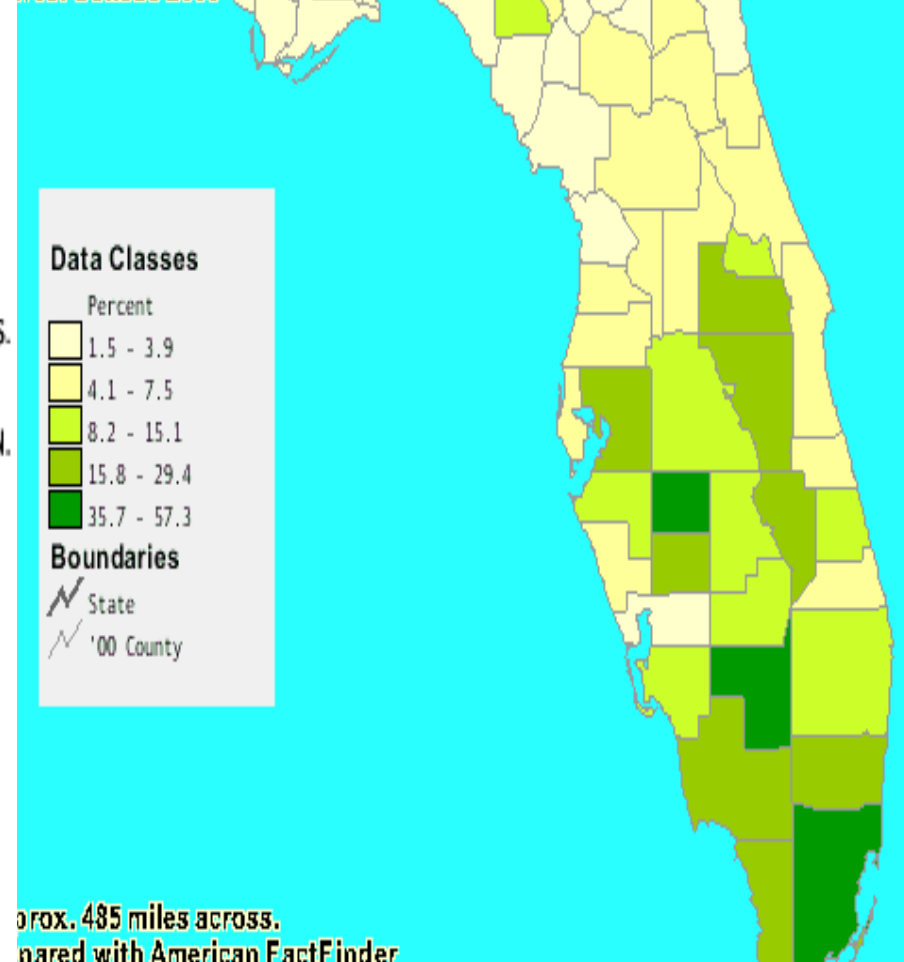 Data Classes
Percent
1.5 - 3.9
4.1 - 7.5
8.2 - 15.1
15.8 - 29.4
35.7 - 57.3
Boundaries
State
'00 County
prox. 485 miles across.
pared with American FactFinder